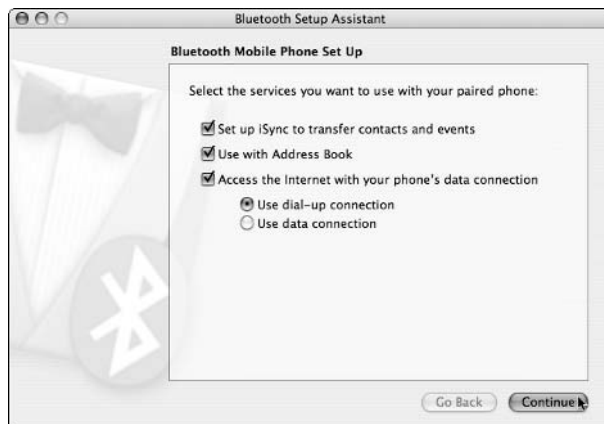 Bluetooth Setup Assistant
Bluetooth Mobile Phone Set Up
Select the services you want to use with your paired phone:
Set up iSync to transfer contacts and events
Use with Address Book
Access the Internet with your phone's data connection
Use dial-up connection
Use data connection
Go Back
Continue